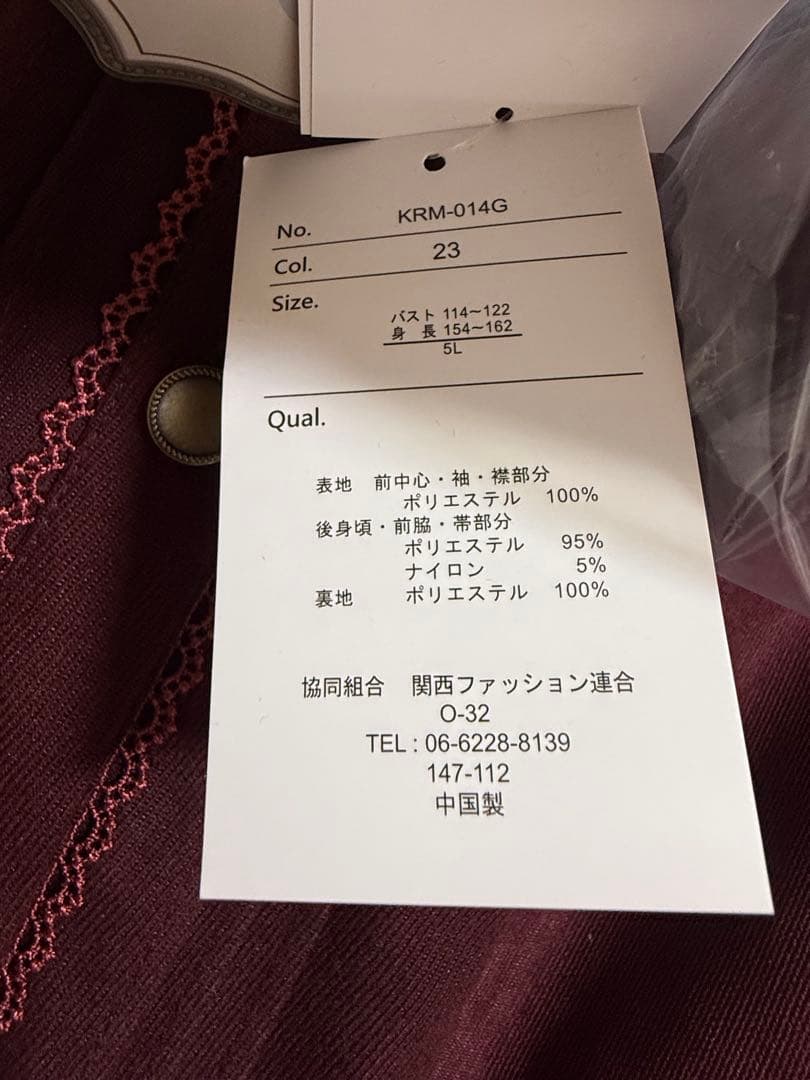 No. KRM-014G
Col. 23
Size.
バスト 114～122
身 長 154～162
5L
Qual.
表地 前中心・袖・襟部分
ポリエステル 100%
後身頃・前脇・帯部分
ポリエステル 95%
ナイロン 5%
裏地 ポリエステル 100%
協同組合 関西ファッション連合
O-32
TEL : 06-6228-8139
147-112
中国製